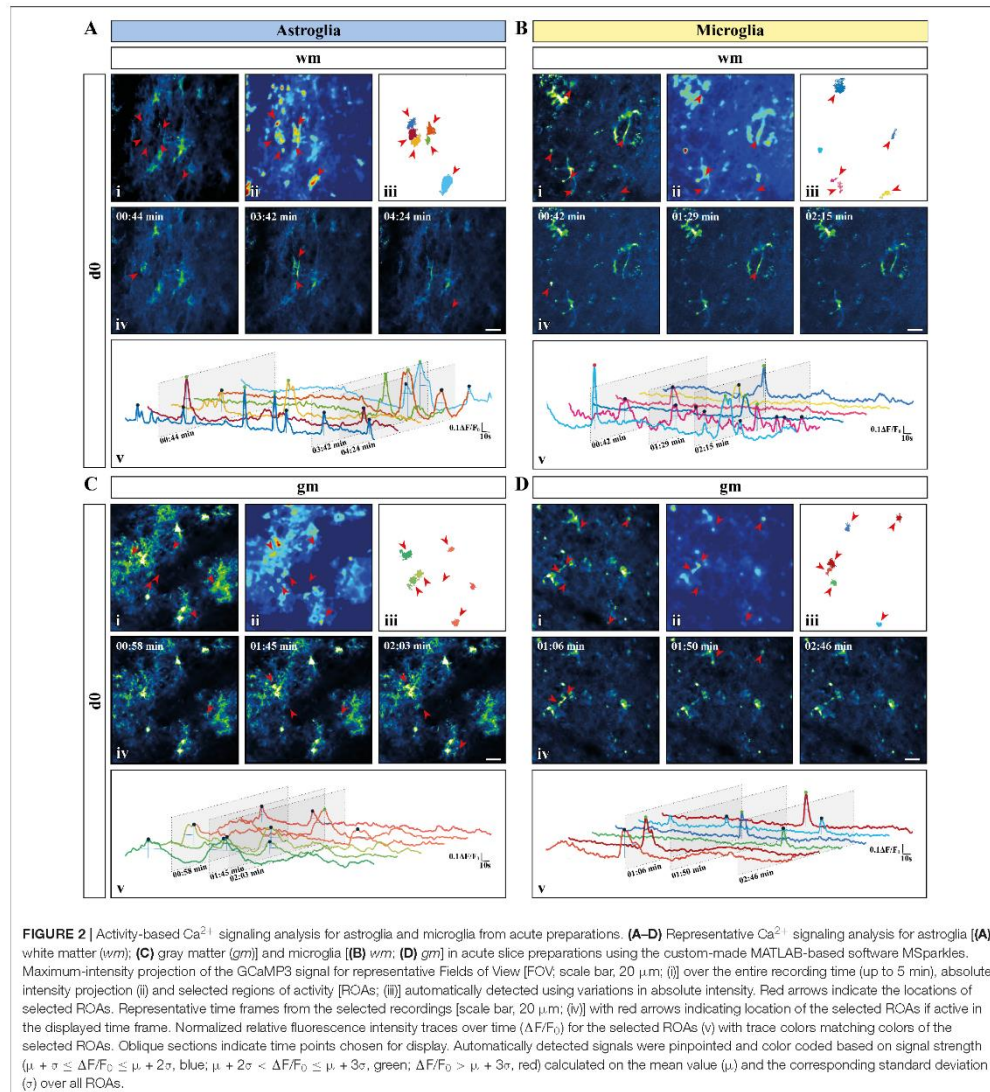 A
Astroglia
B
Microglia
wm
wm
d0
i
ii
iii
i
ii
iii
00:44 min
03:42 min
04:24 min
00:42 min
01:29 min
02:15 min
iv
iv
00:44 min
03:42 min
04:24 min
0.1ΔF/F₀
10s
v
00:42 min
01:29 min
02:15 min
0.1ΔF/F₀
10s
v
C
gm
D
gm
d0
i
ii
iii
i
ii
iii
00:58 min
01:45 min
02:03 min
01:06 min
01:50 min
02:46 min
iv
iv
00:58 min
01:45 min
02:03 min
0.1ΔF/F₀
10s
v
01:06 min
01:50 min
02:46 min
0.1ΔF/F₀
10s
v
FIGURE 2 | Activity-based Ca²⁺ signaling analysis for astroglia and microglia from acute preparations. (A–D) Representative Ca²⁺ signaling analysis for astroglia [(A)
white matter (wm); (C) gray matter (gm)] and microglia [(B) wm; (D) gm] in acute slice preparations using the custom-made MATLAB-based software MSparkles.
Maximum-intensity projection of the GCaMP3 signal for representative Fields of View [FOV; scale bar, 20 μm; (i)] over the entire recording time (up to 5 min), absolute
intensity projection (ii) and selected regions of activity [ROAs; (iii)] automatically detected using variations in absolute intensity. Red arrows indicate the locations of
selected ROAs. Representative time frames from the selected recordings [scale bar, 20 μm; (iv)] with red arrows indicating location of the selected ROAs if active in
the displayed time frame. Normalized relative fluorescence intensity traces over time (ΔF/F₀) for the selected ROAs (v) with trace colors matching colors of the
selected ROAs. Oblique sections indicate time points chosen for display. Automatically detected signals were pinpointed and color coded based on signal strength
(μ + σ ≤ ΔF/F₀ ≤ μ + 2σ, blue; μ + 2σ < ΔF/F₀ ≤ μ + 3σ, green; ΔF/F₀ > μ + 3σ, red) calculated on the mean value (μ) and the corresponding standard deviation
(σ) over all ROAs.